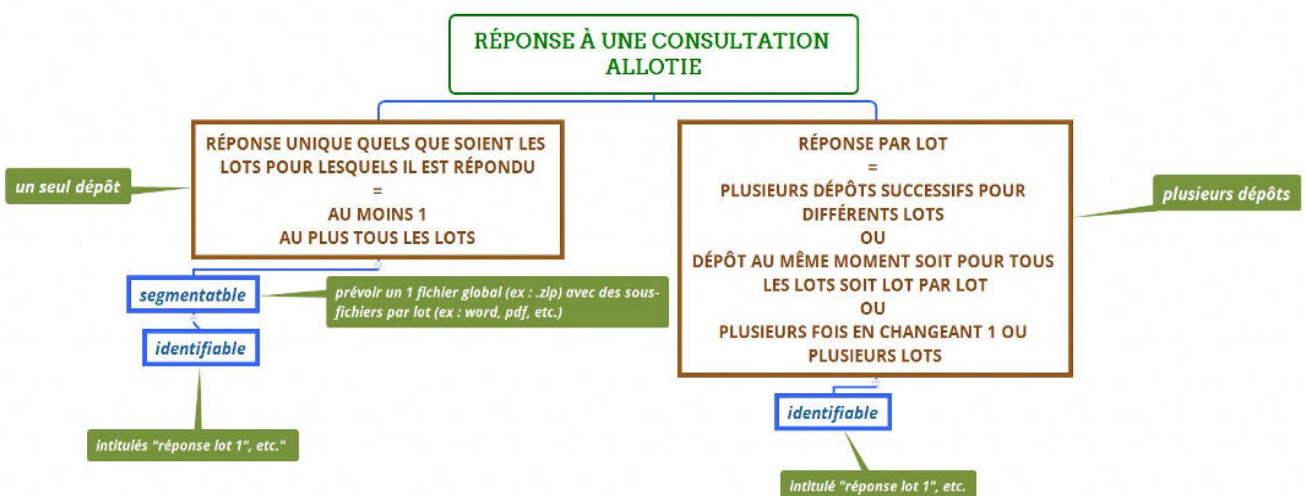 RÉPONSE À UNE CONSULTATION
ALLOTIE
RÉPONSE UNIQUE QUELS QUE SOIENT LES
LOTS POUR LESQUELS IL EST RÉPONDU
=
AU MOINS 1
AU PLUS TOUS LES LOTS
un seul dépôt
segmentatble
prévoir un 1 fichier global (ex : .zip) avec des sous-
fichiers par lot (ex : word, pdf, etc.)
identifiable
intitulés "réponse lot 1", etc."
RÉPONSE PAR LOT
=
PLUSIEURS DÉPÔTS SUCCESSIFS POUR
DIFFÉRENTS LOTS
OU
DÉPÔT AU MÊME MOMENT SOIT POUR TOUS
LES LOTS SOIT LOT PAR LOT
OU
PLUSIEURS FOIS EN CHANGEANT 1 OU
PLUSIEURS LOTS
plusieurs dépôts
identifiable
intitulé "réponse lot 1", etc.